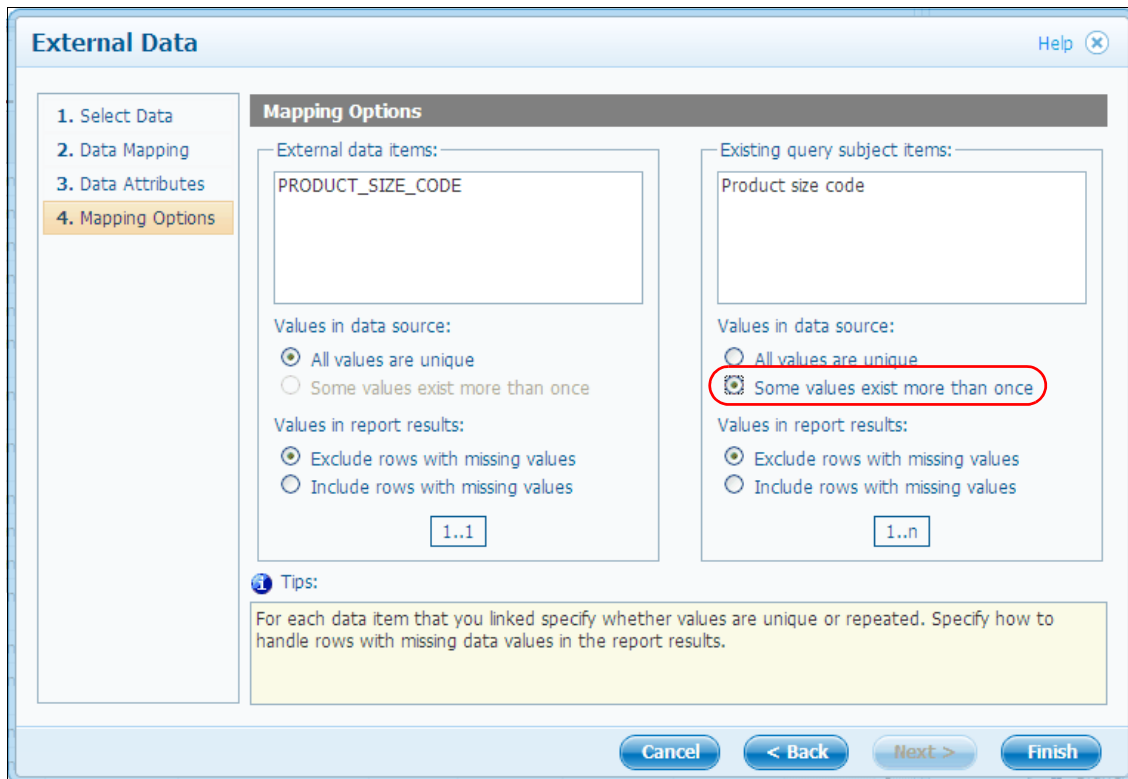 External Data
Help
1. Select Data
2. Data Mapping
3. Data Attributes
4. Mapping Options
Mapping Options
External data items:
PRODUCT_SIZE_CODE
Values in data source:
All values are unique
Some values exist more than once
Values in report results:
Exclude rows with missing values
Include rows with missing values
1..1
Existing query subject items:
Product size code
Values in data source:
All values are unique
Some values exist more than once
Values in report results:
Exclude rows with missing values
Include rows with missing values
1..n
Tips:
For each data item that you linked specify whether values are unique or repeated. Specify how to
handle rows with missing data values in the report results.
Cancel
< Back
Next >
Finish